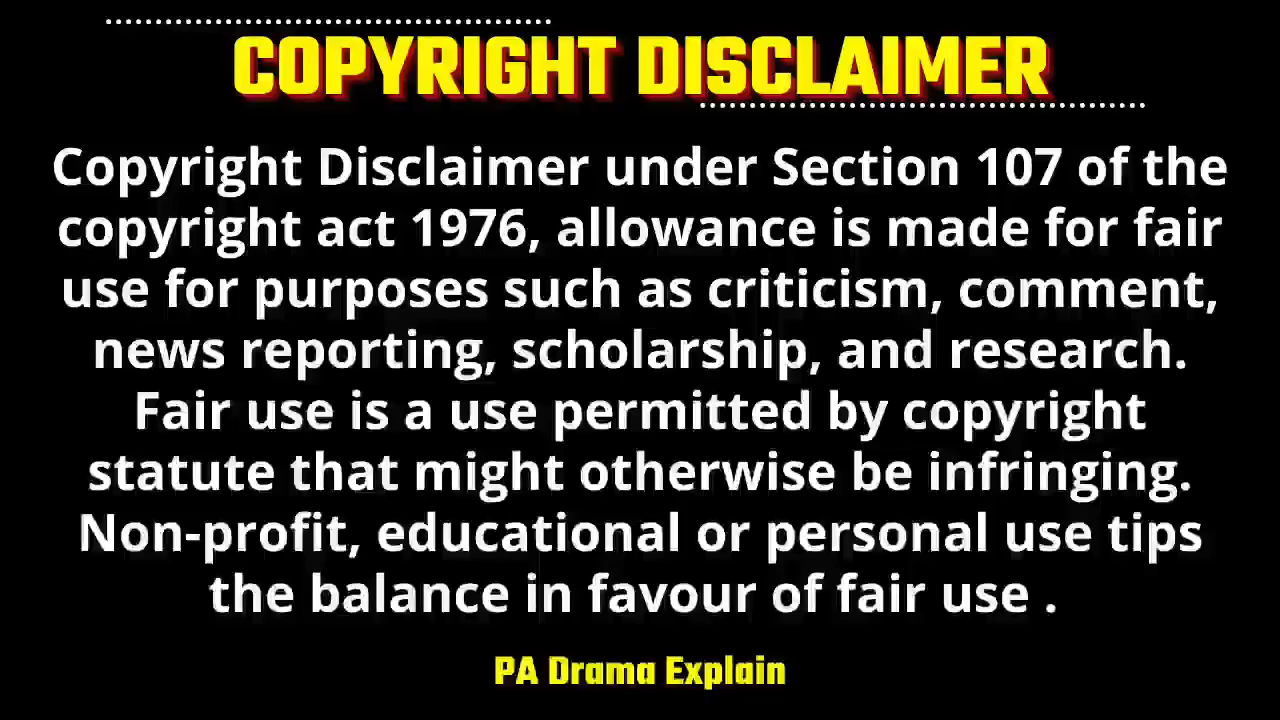 COPYRIGHT DISCLAIMER
Copyright Disclaimer under Section 107 of the
copyright act 1976, allowance is made for fair
use for purposes such as criticism, comment,
news reporting, scholarship, and research.
Fair use is a use permitted by copyright
statute that might otherwise be infringing.
Non-profit, educational or personal use tips
the balance in favour of fair use .
PA Drama Explain